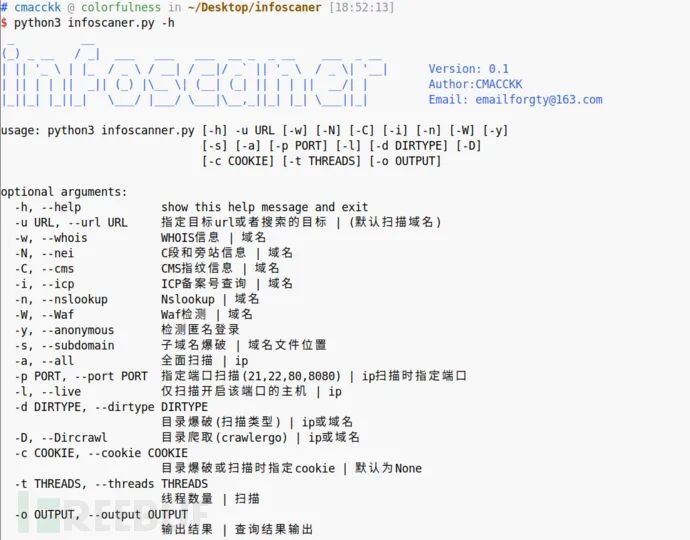 # cmacckk @ colorfulness in ~/Desktop/infoscaner [18:52:13]
$ python3 infoscaner.py -h
infoscaner
Version: 0.1
Author:CMACCKK
Email: emailforgty@163.com
usage: python3 infoscanner.py [-h] -u URL [-w] [-N] [-C] [-i] [-n] [-W] [-y]
[-s] [-a] [-p PORT] [-l] [-d DIRTYPE] [-D]
[-c COOKIE] [-t THREADS] [-o OUTPUT]
optional arguments:
-h, --help show this help message and exit
-u URL, --url URL 指定目标url或者搜索的目标 | (默认扫描域名)
-w, --whois WHOIS信息 | 域名
-N, --nei C段和旁站信息 | 域名
-C, --cms CMS指纹信息 | 域名
-i, --icp ICP备案号查询 | 域名
-n, --nslookup Nslookup | 域名
-W, --Waf Waf检测 | 域名
-y, --anonymous 检测匿名登录
-s, --subdomain 子域名爆破 | 域名文件位置
-a, --all 全面扫描 | ip
-p PORT, --port PORT 指定端口扫描(21,22,80,8080) | ip扫描时指定端口
-l, --live 仅扫描开启该端口的主机 | ip
-d DIRTYPE, --dirtype DIRTYPE
目录爆破(扫描类型) | ip或域名
-D, --Dircrawl 目录爬取(crawlergo) | ip或域名
-c COOKIE, --cookie COOKIE
目录爆破或扫描时指定cookie | 默认为None
-t THREADS, --threads THREADS
线程数量 | 扫描
-o OUTPUT, --output OUTPUT
输出结果 | 查询结果输出
FREEBUF